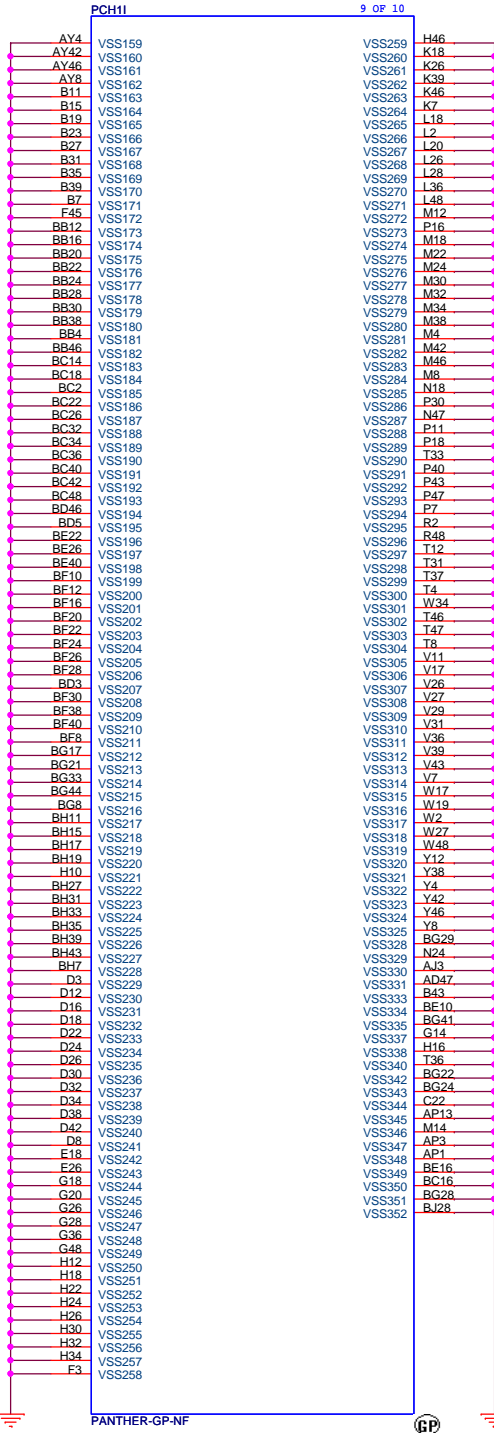 PCH1I
9 OF 10
AY4 VSS159
AY42 VSS160
AY46 VSS161
AY8 VSS162
B11 VSS163
B15 VSS164
B19 VSS165
B23 VSS166
B27 VSS167
B31 VSS168
B35 VSS169
B39 VSS170
B7 VSS171
F45 VSS172
BB12 VSS173
BB16 VSS174
BB20 VSS175
BB22 VSS176
BB24 VSS177
BB28 VSS178
BB30 VSS179
BB38 VSS180
BB4 VSS181
BB46 VSS182
BC14 VSS183
BC18 VSS184
BC2 VSS185
BC22 VSS186
BC26 VSS187
BC32 VSS188
BC34 VSS189
BC36 VSS190
BC40 VSS191
BC42 VSS192
BC48 VSS193
BD46 VSS194
BD5 VSS195
BE22 VSS196
BE26 VSS197
BE40 VSS198
BF10 VSS199
BF12 VSS200
BF16 VSS201
BF20 VSS202
BF22 VSS203
BF24 VSS204
BF26 VSS205
BF28 VSS206
BD3 VSS207
BF30 VSS208
BF38 VSS209
BF40 VSS210
BF8 VSS211
BG17 VSS212
BG21 VSS213
BG33 VSS214
BG44 VSS215
BG8 VSS216
BH11 VSS217
BH15 VSS218
BH17 VSS219
BH19 VSS220
H10 VSS221
BH27 VSS222
BH31 VSS223
BH33 VSS224
BH35 VSS225
BH39 VSS226
BH43 VSS227
BH7 VSS228
D3 VSS229
D12 VSS230
D16 VSS231
D18 VSS232
D22 VSS233
D24 VSS234
D26 VSS235
D30 VSS236
D32 VSS237
D34 VSS238
D38 VSS239
D42 VSS240
D8 VSS241
E18 VSS242
E26 VSS243
G18 VSS244
G20 VSS245
G26 VSS246
G28 VSS247
G36 VSS248
G48 VSS249
H12 VSS250
H18 VSS251
H22 VSS252
H24 VSS253
H26 VSS254
H30 VSS255
H32 VSS256
H34 VSS257
F3 VSS258
VSS259 H46
VSS260 K18
VSS261 K26
VSS262 K39
VSS263 K46
VSS264 K7
VSS265 L18
VSS266 L2
VSS267 L20
VSS268 L26
VSS269 L28
VSS270 L36
VSS271 L48
VSS272 M12
VSS273 P16
VSS274 M18
VSS275 M22
VSS276 M24
VSS277 M30
VSS278 M32
VSS279 M34
VSS280 M38
VSS281 M4
VSS282 M42
VSS283 M46
VSS284 M8
VSS285 N18
VSS286 P30
VSS287 N47
VSS288 P11
VSS289 P18
VSS290 T33
VSS291 P40
VSS292 P43
VSS293 P47
VSS294 P7
VSS295 R2
VSS296 R48
VSS297 T12
VSS298 T31
VSS299 T37
VSS300 T4
VSS301 W34
VSS302 T46
VSS303 T47
VSS304 T8
VSS305 V11
VSS306 V17
VSS307 V26
VSS308 V27
VSS309 V29
VSS310 V31
VSS311 V36
VSS312 V39
VSS313 V43
VSS314 V7
VSS315 W17
VSS316 W19
VSS317 W2
VSS318 W27
VSS319 W48
VSS320 Y12
VSS321 Y38
VSS322 Y4
VSS323 Y42
VSS324 Y46
VSS325 Y8
VSS328 BG29
VSS329 N24
VSS330 AJ3
VSS331 AD47
VSS333 B43
VSS334 BE10
VSS335 BG41
VSS337 G14
VSS338 H16
VSS340 T36
VSS342 BG22
VSS343 BG24
VSS344 C22
VSS345 AP13
VSS346 M14
VSS347 AP3
VSS348 AP1
VSS349 BE16
VSS350 BC16
VSS351 BG28
VSS352 BJ28
PANTHER-GP-NF
GP